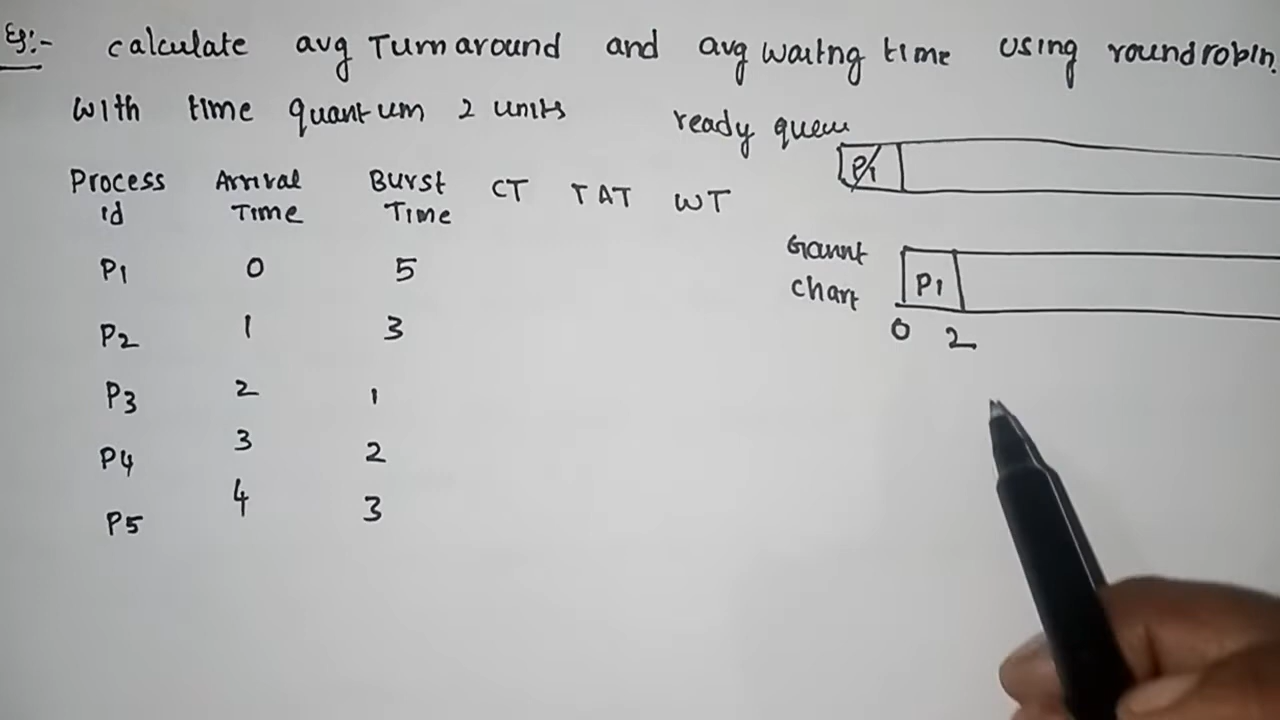 Eg:- calculate avg Turnaround and avg waitng time using roundrobin.
with time quantum 2 units
ready queue
P1
Process id Arrival Time Burst Time CT TAT WT
Gannt chart
P1
0 2
P1 0 5
P2 1 3
P3 2 1
P4 3 2
P5 4 3